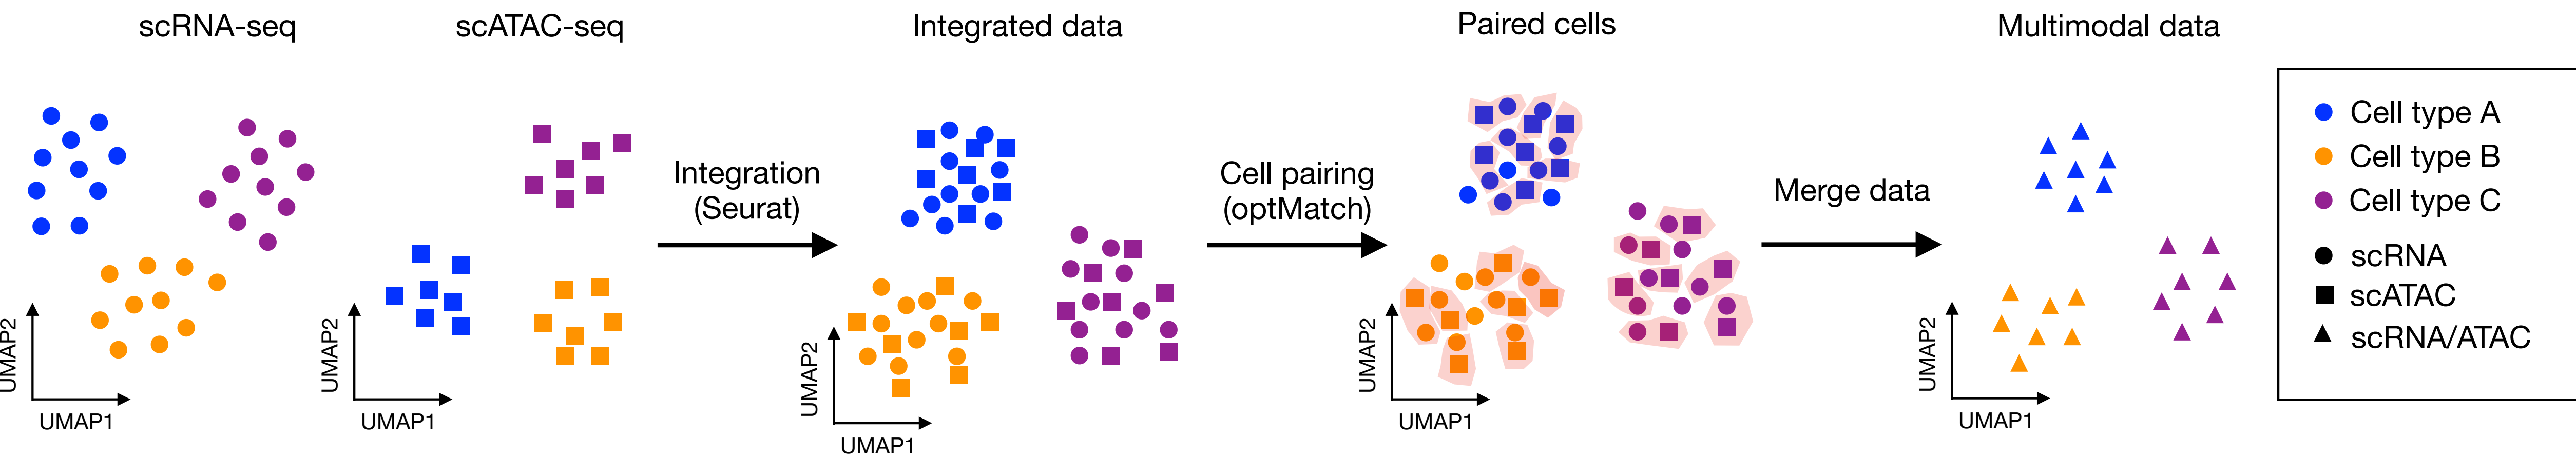 scRNA-seq
scATAC-seq
Integrated data
Paired cells
Multimodal data
UMAP2
UMAP1
UMAP2
UMAP1
Integration
(Seurat)
UMAP2
UMAP1
Cell pairing
(optMatch)
UMAP2
UMAP1
Merge data
UMAP2
UMAP1
Cell type A
Cell type B
Cell type C
scRNA
scATAC
scRNA/ATAC